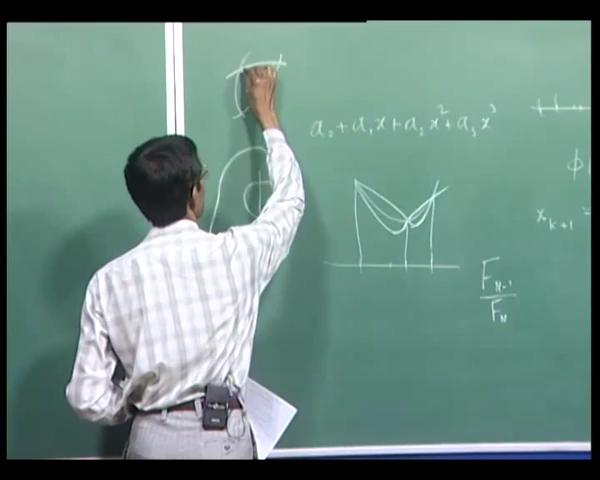 a₀+a₁x+a₂x²+a₃x³
ϕ(
x_{k+1} =
F_{N-1}
F_N